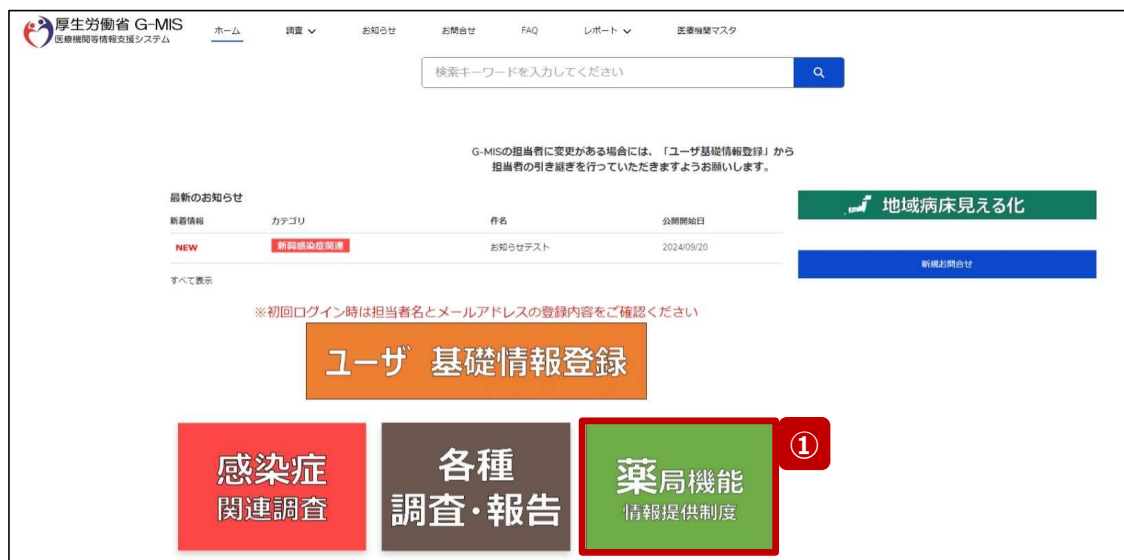 厚生労働省 G-MIS
医療機関等情報支援システム
ホーム 調査 お知らせ お問合せ FAQ レポート 医療機関マスタ
検索キーワードを入力してください
G-MISの担当者に変更がある場合には、「ユーザ基礎情報登録」から
担当者の引き継ぎを行っていただきますようお願いします。
最新のお知らせ
新着情報 カテゴリ 件名 公開開始日
NEW 新興感染症関連 お知らせテスト 2024/09/20
すべて表示
地域病床見える化
新規お問合せ
※初回ログイン時は担当者名とメールアドレスの登録内容をご確認ください
ユーザ 基礎情報登録
感染症
関連調査
各種
調査・報告
薬局機能
情報提供制度
①